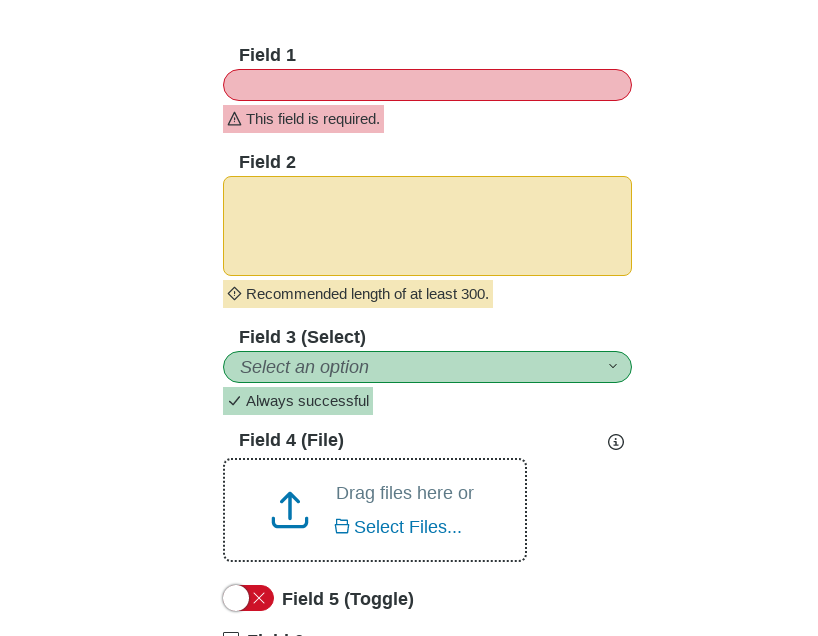 Field 1
This field is required.
Field 2
Recommended length of at least 300.
Field 3 (Select)
Select an option
Always successful
Field 4 (File)
Drag files here or
Select Files...
Field 5 (Toggle)